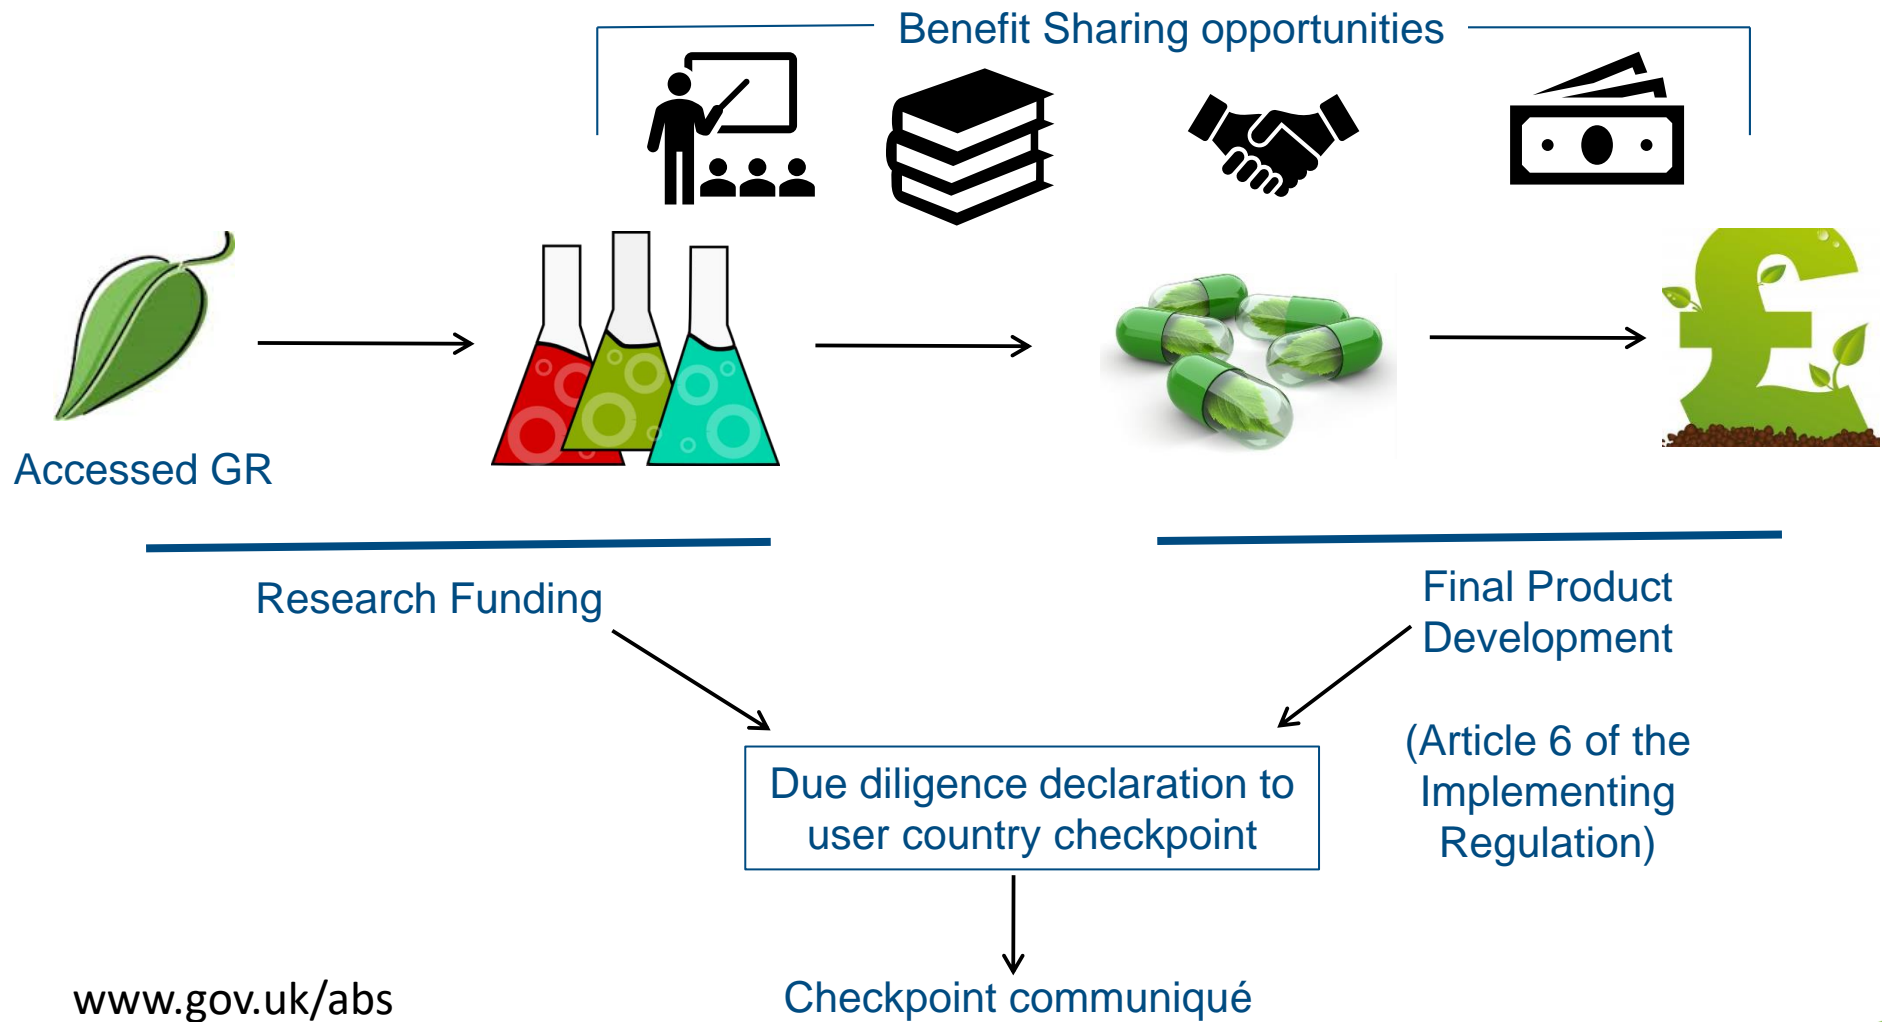 Benefit Sharing opportunities
Accessed GR
Research Funding
Final Product
Development
(Article 6 of the
Implementing
Regulation)
Due diligence declaration to
user country checkpoint
Checkpoint communiqué
www.gov.uk/abs